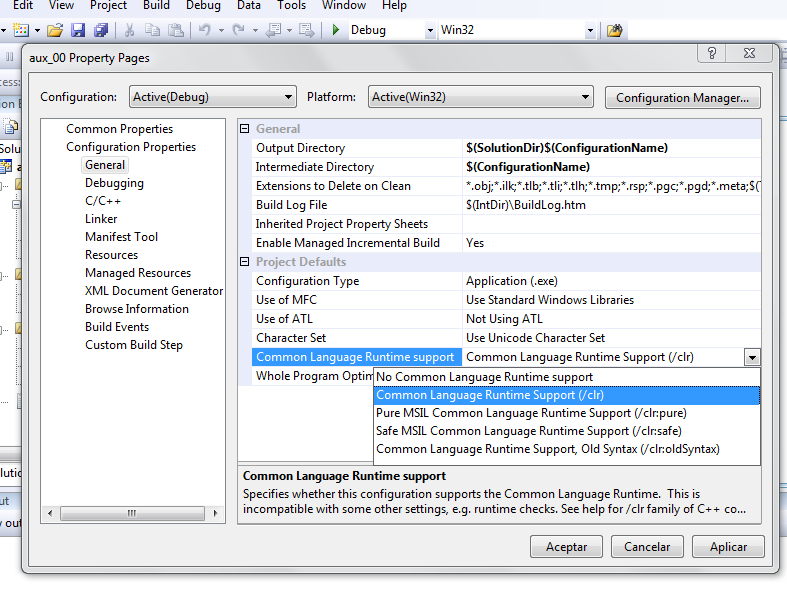 Edit View Project Build Debug Data Tools Window Help
Debug Win32
aux_00 Property Pages
Configuration: Active(Debug) Platform: Active(Win32) Configuration Manager...
Common Properties
Configuration Properties
General
Debugging
C/C++
Linker
Manifest Tool
Resources
Managed Resources
XML Document Generator
Browse Information
Build Events
Custom Build Step
General
Output Directory $(SolutionDir)$(ConfigurationName)
Intermediate Directory $(ConfigurationName)
Extensions to Delete on Clean *.obj;*.ilk;*.tlb;*.tli;*.tlh;*.tmp;*.rsp;*.pgc;*.pgd;*.meta;$(
Build Log File $(IntDir)\BuildLog.htm
Inherited Project Property Sheets
Enable Managed Incremental Build Yes
Project Defaults
Configuration Type Application (.exe)
Use of MFC Use Standard Windows Libraries
Use of ATL Not Using ATL
Character Set Use Unicode Character Set
Common Language Runtime support Common Language Runtime Support (/clr)
Whole Program Optim
No Common Language Runtime support
Common Language Runtime Support (/clr)
Pure MSIL Common Language Runtime Support (/clr:pure)
Safe MSIL Common Language Runtime Support (/clr:safe)
Common Language Runtime Support, Old Syntax (/clr:oldSyntax)
Common Language Runtime support
Specifies whether this configuration supports the Common Language Runtime. This is
incompatible with some other settings, e.g. runtime checks. See help for /clr family of C++ co...
Aceptar Cancelar Aplicar